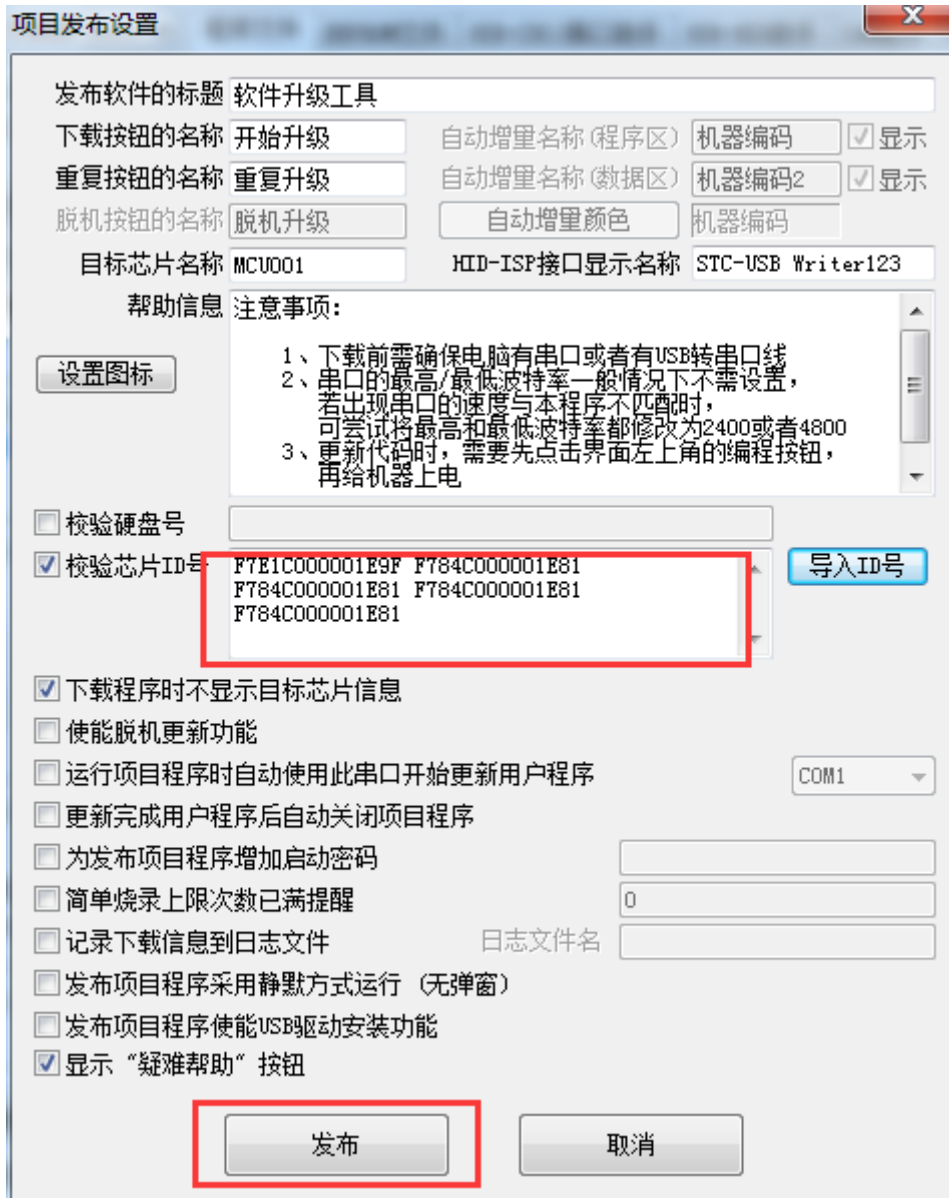 项目发布设置
发布软件的标题 软件升级工具
下载按钮的名称 开始升级 自动增量名称(程序区) 机器编码 显示
重复按钮的名称 重复升级 自动增量名称(数据区) 机器编码2 显示
脱机按钮的名称 脱机升级 自动增量颜色 机器编码
目标芯片名称 MCU001 HID-ISP接口显示名称 STC-USB Writer123
帮助信息 注意事项:
1、下载前需确保电脑有串口或者有USB转串口线
设置图标
2、串口的最高/最低波特率一般情况下不需设置,
若出现串口的速度与本程序不匹配时,
可尝试将最高和最低波特率都修改为2400或者4800
3、更新代码时,需要先点击界面左上角的编程按钮,
再给机器上电
校验硬盘号
校验芯片ID号 F7E1C000001E9F F784C000001E81 导入ID号
F784C000001E81 F784C000001E81
F784C000001E81
下载程序时不显示目标芯片信息
使能脱机更新功能
运行项目程序时自动使用此串口开始更新用户程序 COM1
更新完成用户程序后自动关闭项目程序
为发布项目程序增加启动密码
简单烧录上限次数已满提醒 0
记录下载信息到日志文件 日志文件名
发布项目程序采用静默方式运行 (无弹窗)
发布项目程序使能USB驱动安装功能
显示“疑难帮助”按钮
发布 取消